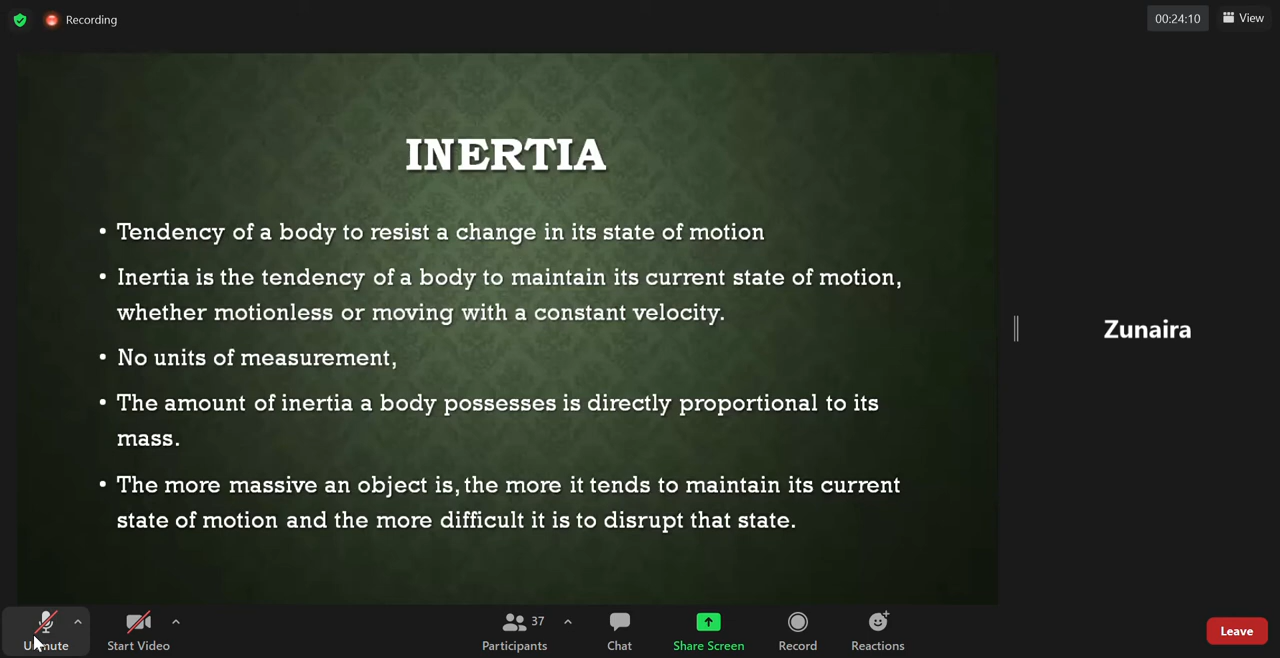 Recording
00:24:10
View
INERTIA
• Tendency of a body to resist a change in its state of motion
• Inertia is the tendency of a body to maintain its current state of motion,
whether motionless or moving with a constant velocity.
• No units of measurement,
• The amount of inertia a body possesses is directly proportional to its
mass.
• The more massive an object is, the more it tends to maintain its current
state of motion and the more difficult it is to disrupt that state.
Zunaira
Unmute
Start Video
37
Participants
Chat
Share Screen
Record
Reactions
Leave